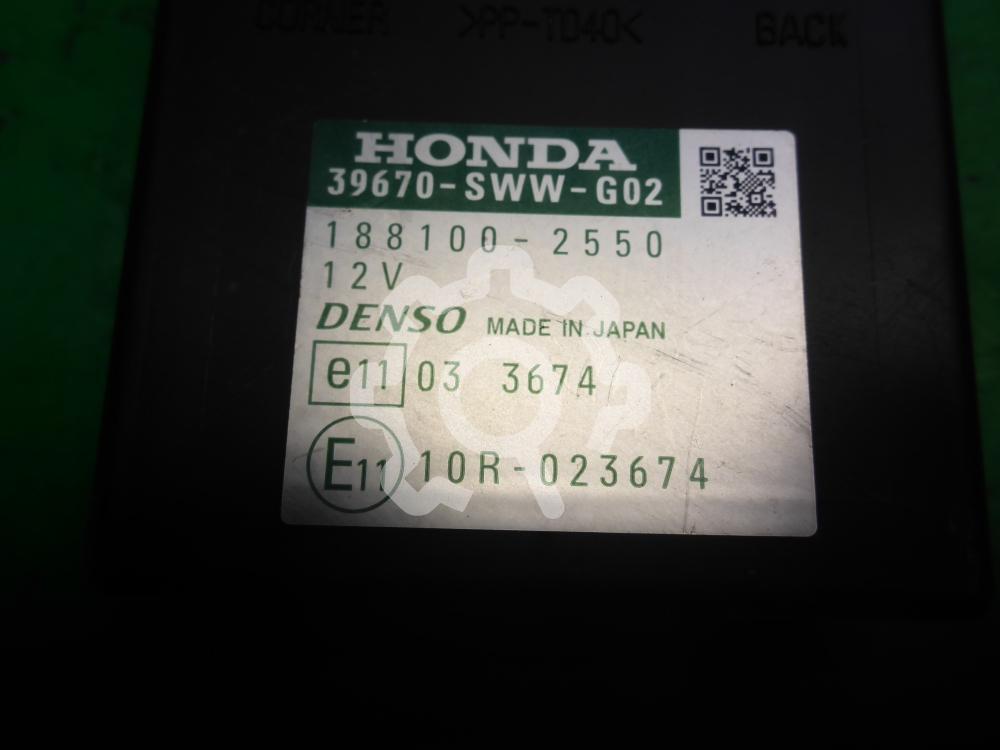 CORNER >PP-TD40< BACK
HONDA
39670-SWW-G02
188100-2550
12V
DENSO MADE IN JAPAN
e11 03 3674
E11 10R-023674